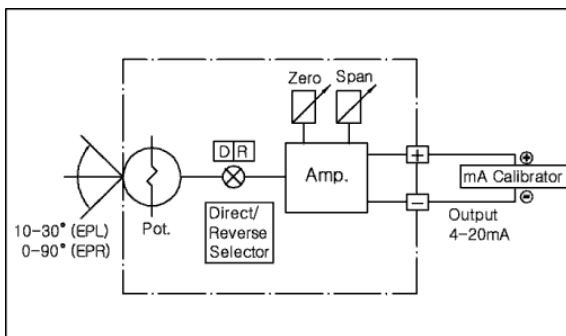 Zero Span
D R
Amp.
+
−
⊕
mA Calibrator
⊖
Output
4-20mA
10-30° (EPL)
0-90° (EPR)
Pot.
Direct/
Reverse
Selector